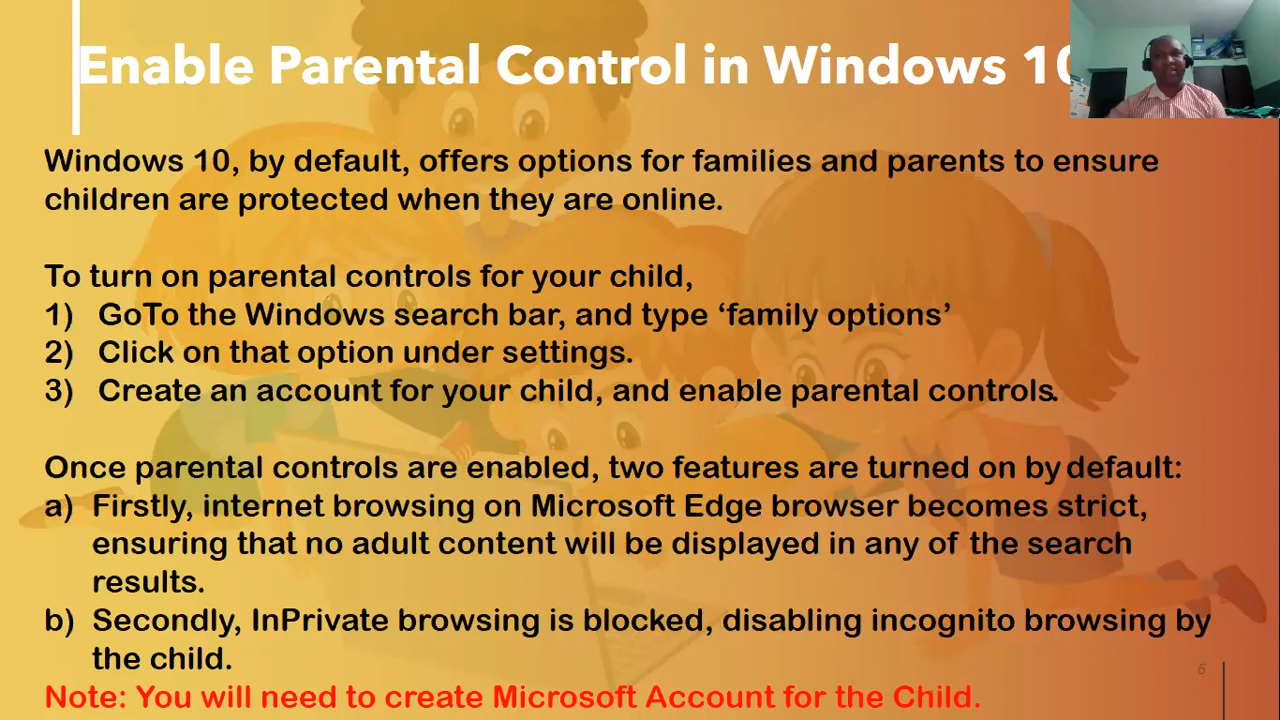 Enable Parental Control in Windows 10
Windows 10, by default, offers options for families and parents to ensure
children are protected when they are online.
To turn on parental controls for your child,
1) GoTo the Windows search bar, and type ‘family options’
2) Click on that option under settings.
3) Create an account for your child, and enable parental controls.
Once parental controls are enabled, two features are turned on by default:
a) Firstly, internet browsing on Microsoft Edge browser becomes strict,
ensuring that no adult content will be displayed in any of the search
results.
b) Secondly, InPrivate browsing is blocked, disabling incognito browsing by
the child.
6
Note: You will need to create Microsoft Account for the Child.